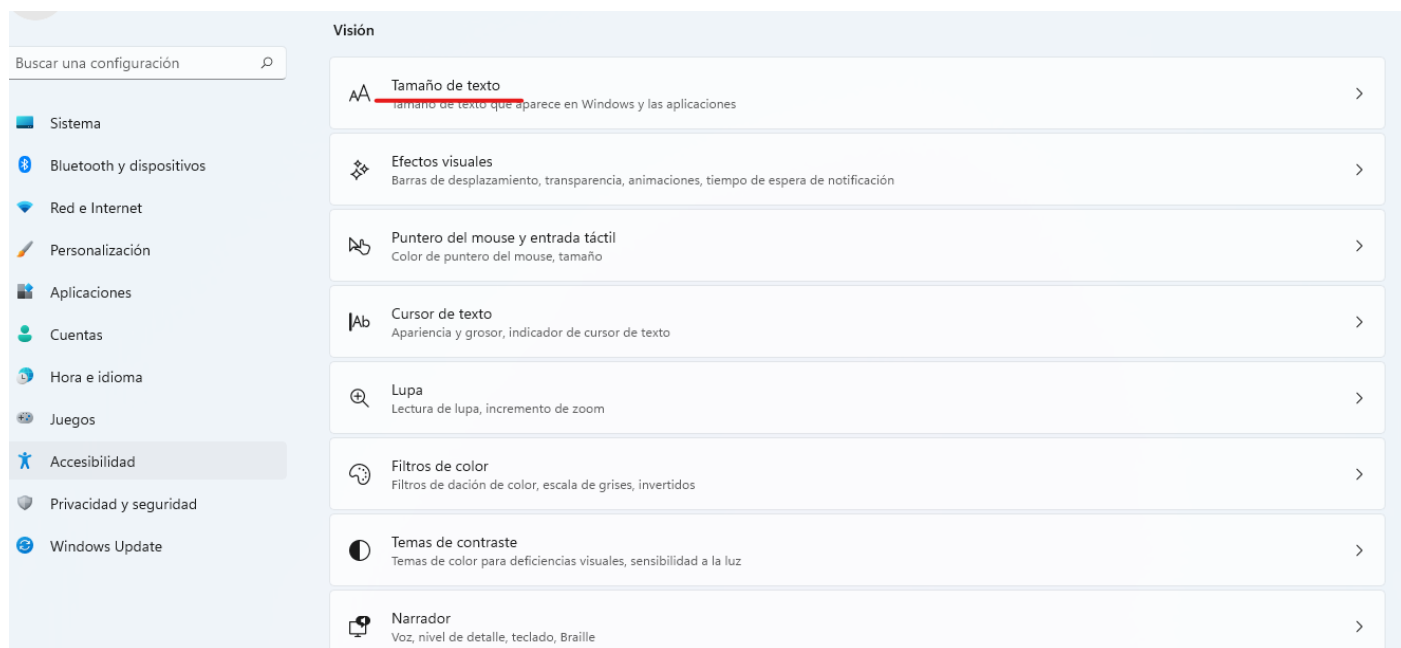 Visión
Buscar una configuración
Sistema
Bluetooth y dispositivos
Red e Internet
Personalización
Aplicaciones
Cuentas
Hora e idioma
Juegos
Accesibilidad
Privacidad y seguridad
Windows Update
Tamaño de texto
Tamaño de texto que aparece en Windows y las aplicaciones
Efectos visuales
Barras de desplazamiento, transparencia, animaciones, tiempo de espera de notificación
Puntero del mouse y entrada táctil
Color de puntero del mouse, tamaño
Cursor de texto
Apariencia y grosor, indicador de cursor de texto
Lupa
Lectura de lupa, incremento de zoom
Filtros de color
Filtros de dación de color, escala de grises, invertidos
Temas de contraste
Temas de color para deficiencias visuales, sensibilidad a la luz
Narrador
Voz, nivel de detalle, teclado, Braille